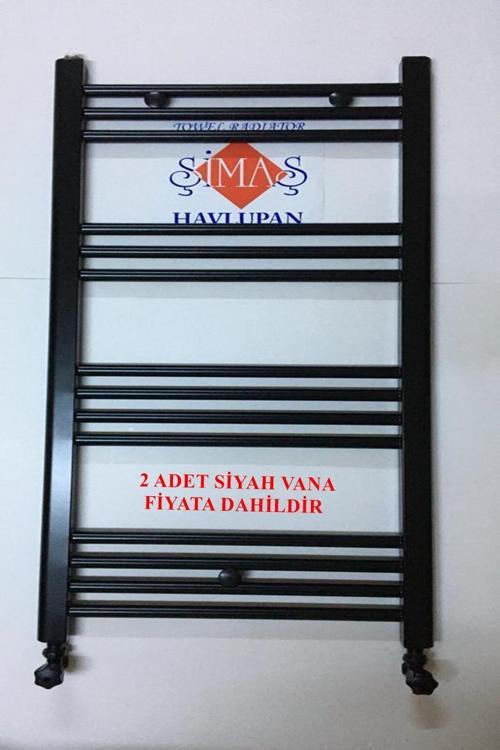 TOWEL RADIATOR
ŞİMAŞ
HAVLUPAN
2 ADET SİYAH VANA
FİYATA DAHİLDİR